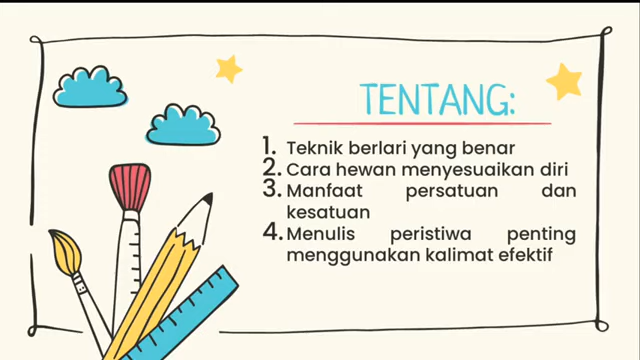 TENTANG:
1. Teknik berlari yang benar
2. Cara hewan menyesuaikan diri
3. Manfaat persatuan dan
kesatuan
4. Menulis peristiwa penting
menggunakan kalimat efektif